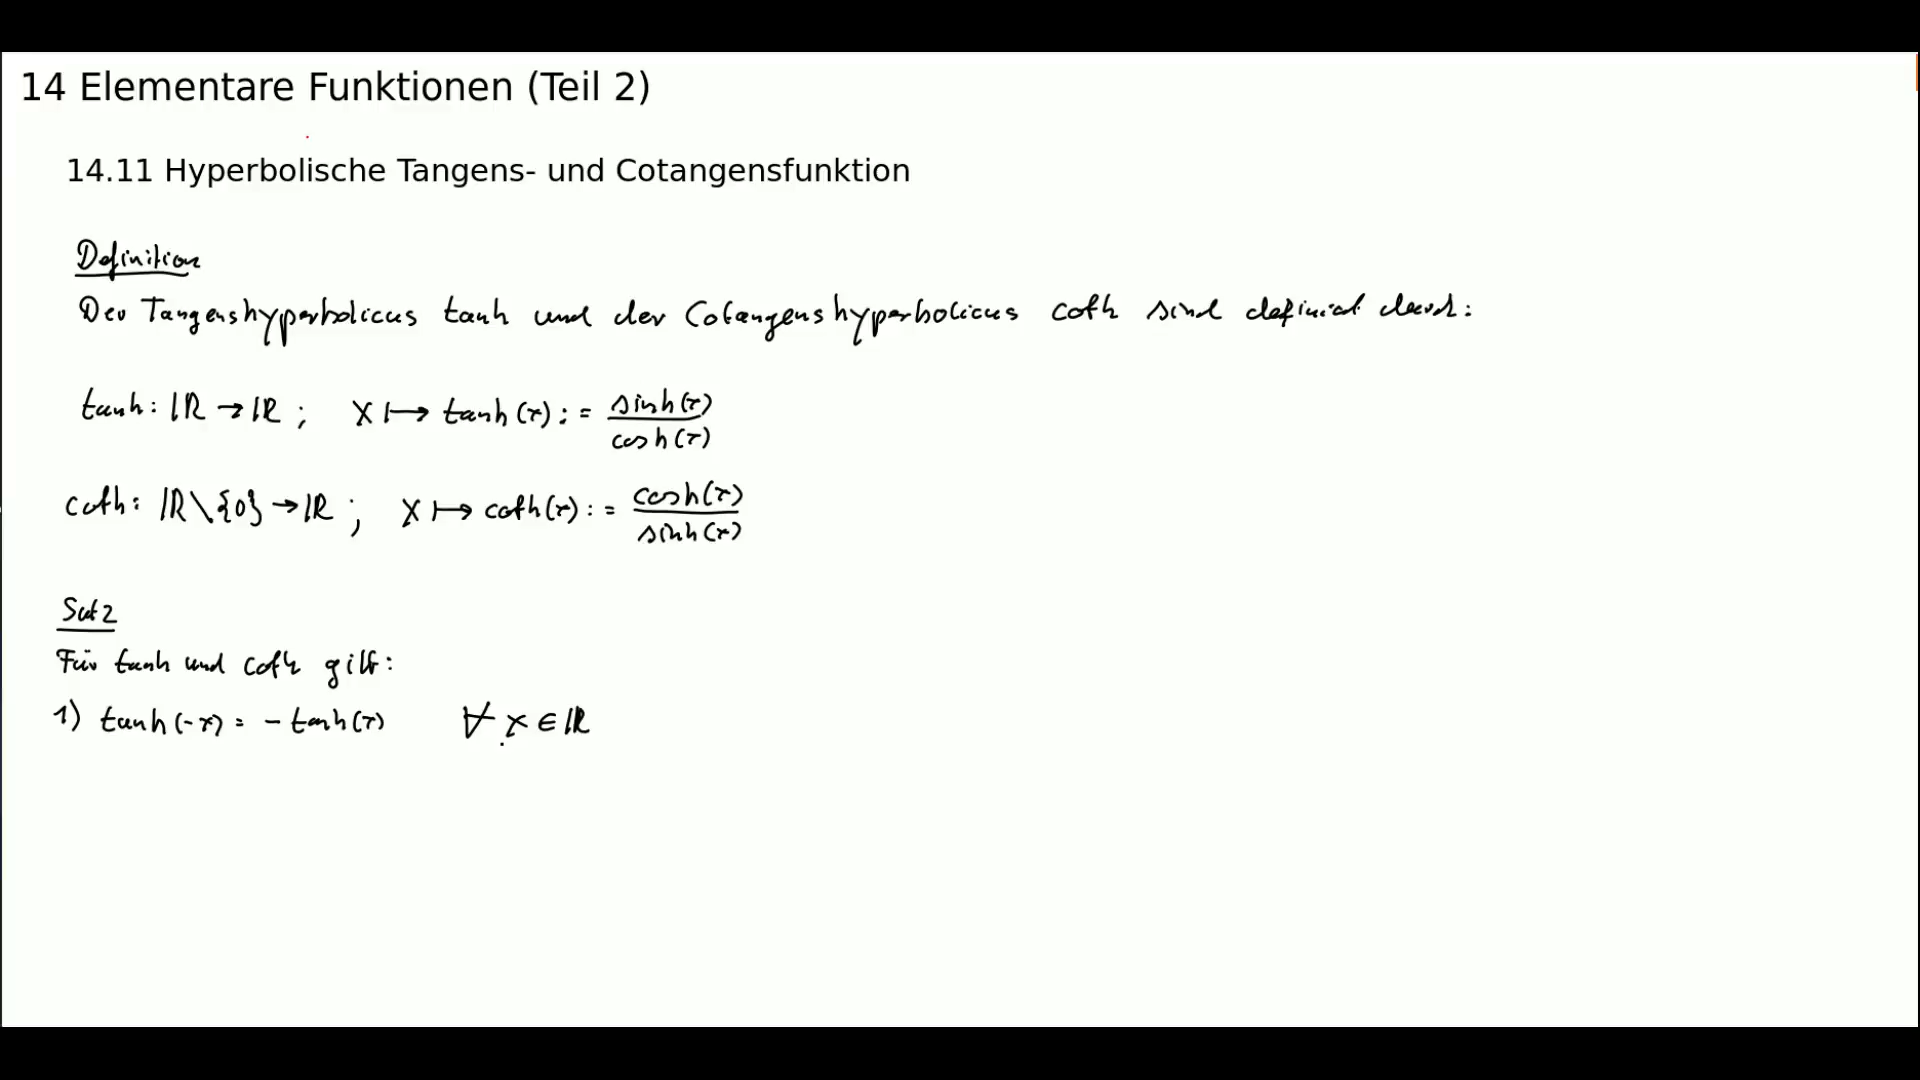 14 Elementare Funktionen (Teil 2)
14.11 Hyperbolische Tangens- und Cotangensfunktion
Definition
Der Tangenshyperbolicus tanh und der Cotangenshyperbolicus coth sind definiert durch:
tanh: ℝ → ℝ ; x ↦ tanh(x) := sinh(x)/cosh(x)
coth: ℝ\{0} → ℝ ; x ↦ coth(x) := cosh(x)/sinh(x)
Satz
Für tanh und coth gilt:
1) tanh(-x) = - tanh(x) ∀ x ∈ ℝ